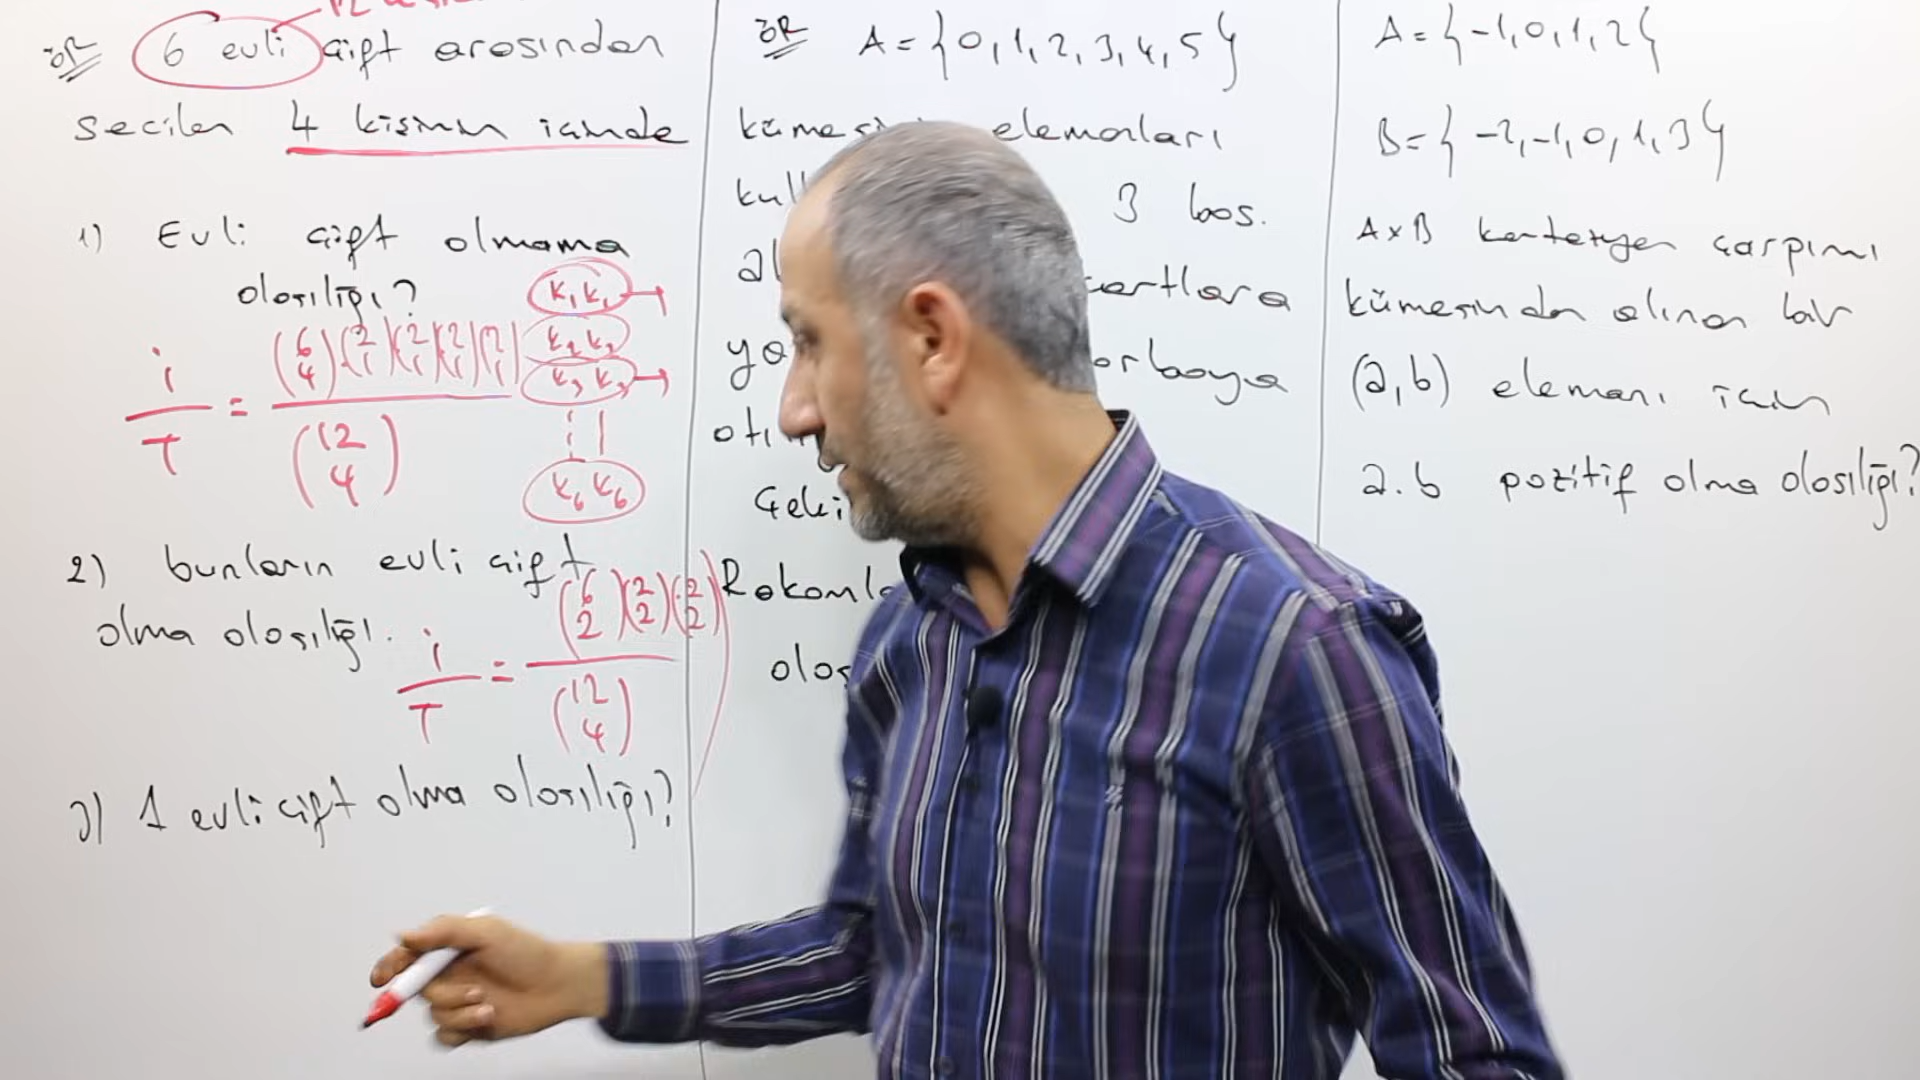 ÖR 6 evli çift arasından
seçilen 4 kişinin içinde
1) Evli çift olmama
olasılığı?
K₁ K₁
K₂ K₂
K₃ K₃
K₆ K₆
i/T = (6 4)(2 1)(2 1)(2 1)(2 1) / (12 4)
2) bunların evli çift
olma olasılığı.
i/T = (6 2)(2 2)(2 2) / (12 4)
3) 1 evli çift olma olasılığı?
ÖR A = {0, 1, 2, 3, 4, 5}
elemanları
3 bas.
otı
Çeki
A = {-1, 0, 1, 2}
B = {-2, -1, 0, 1, 3}
A x B kartezyen çarpımı
kümesinden alınan bir
(a, b) elemanı için
a.b pozitif olma olasılığı?